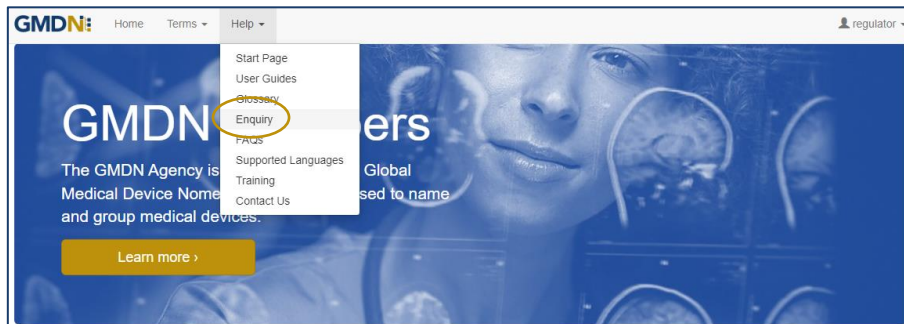 GMDN Home Terms Help regulator
Start Page
User Guides
Glossary
Enquiry
FAQs
Supported Languages
Training
Contact Us
GMDN ers
The GMDN Agency is Global
Medical Device Nome sed to name
and group medical devices.
Learn more ›